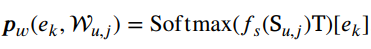 𝒑_w(e_k, 𝒲_{u,j}) = Softmax(f_s(S_{u,j})T)[e_k]